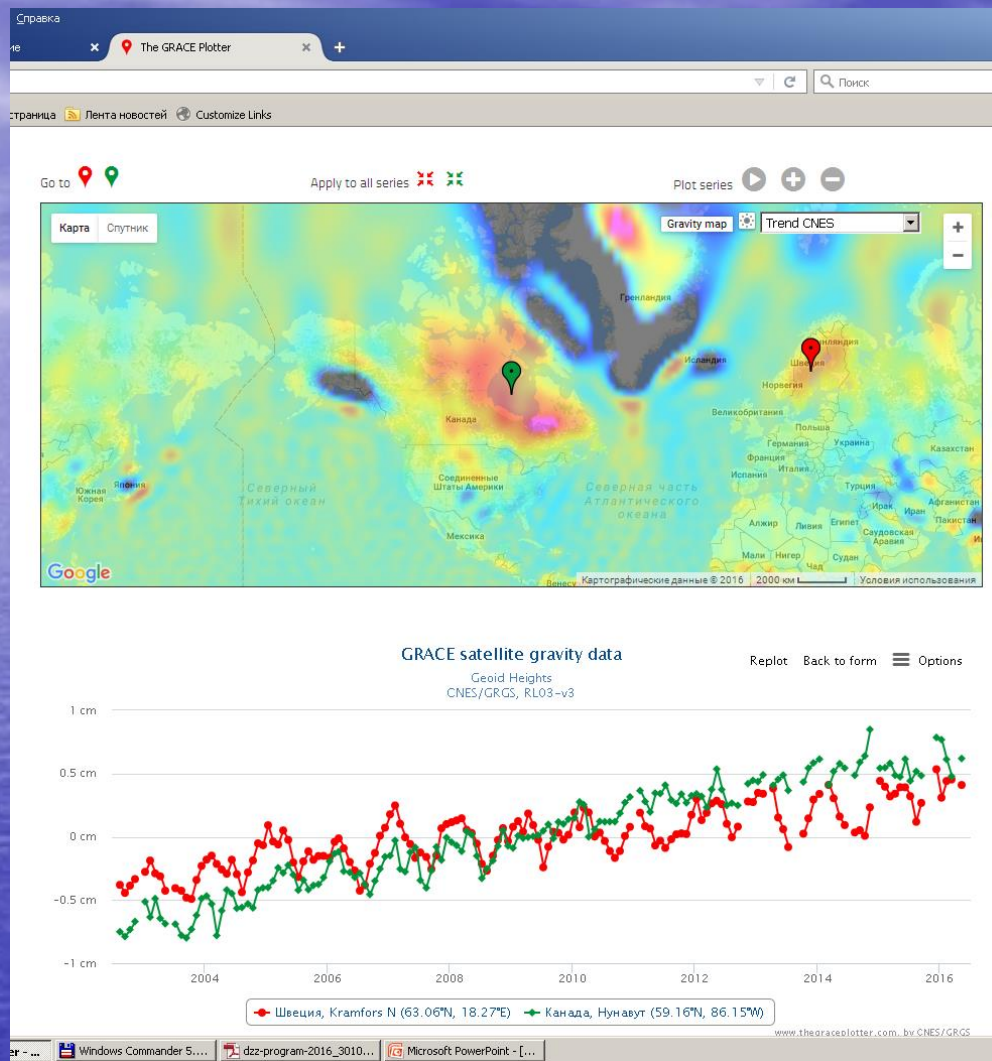 Справка
ие × The GRACE Plotter × +
Поиск
траница Лента новостей Customize Links
Go to Apply to all series Plot series
Карта Спутник Gravity map Trend CNES + −
Гренландия
Исландия
Швеция
Норвегия
Канада
Великобритания
Польша
Германия Украина
Казахстан
Франция
Испания Италия
Соединенные
Штаты Америки
Северная часть
Атлантического
океана
Северный
Тихий океан
Япония
Южная
Корея
Турция
Афганистан
Ирак Иран
Пакистан
Алжир Ливия Египет
Саудовская
Аравия
Мексика
Мали Нигер Судан
Чад
Google
Картографические данные © 2016 2000 км Условия использования
GRACE satellite gravity data
Replot Back to form Options
Geoid Heights
CNES/GRGS, RL03-v3
1 cm
0.5 cm
0 cm
-0.5 cm
-1 cm
2004 2006 2008 2010 2012 2014 2016
Швеция, Kramfors N (63.06°N, 18.27°E) Канада, Нунавут (59.16°N, 86.15°W)
www.thegraceplotter.com, by CNES/GRGS
er - ... Windows Commander 5.... dzz-program-2016_3010... Microsoft PowerPoint - [...